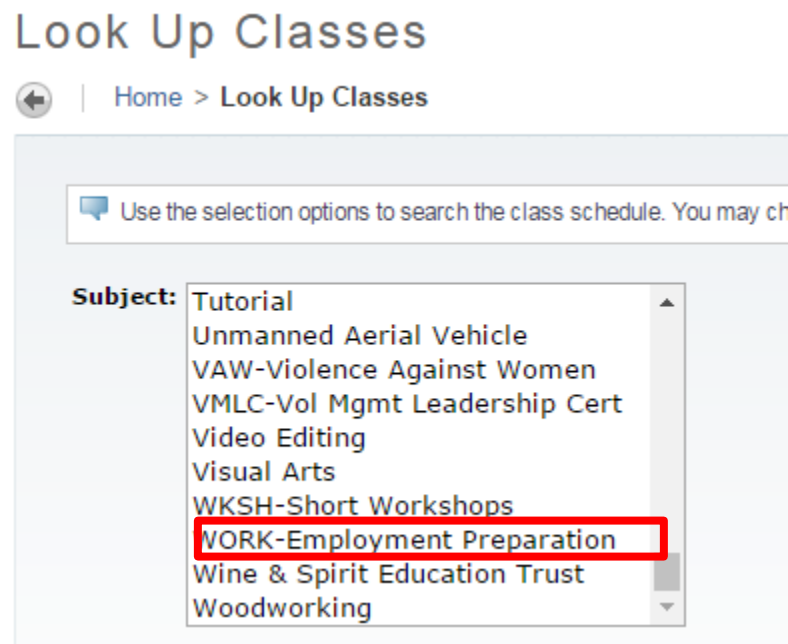 Look Up Classes
Home > Look Up Classes
Use the selection options to search the class schedule. You may ch
Subject: Tutorial
Unmanned Aerial Vehicle
VAW-Violence Against Women
VMLC-Vol Mgmt Leadership Cert
Video Editing
Visual Arts
WKSH-Short Workshops
WORK-Employment Preparation
Wine & Spirit Education Trust
Woodworking